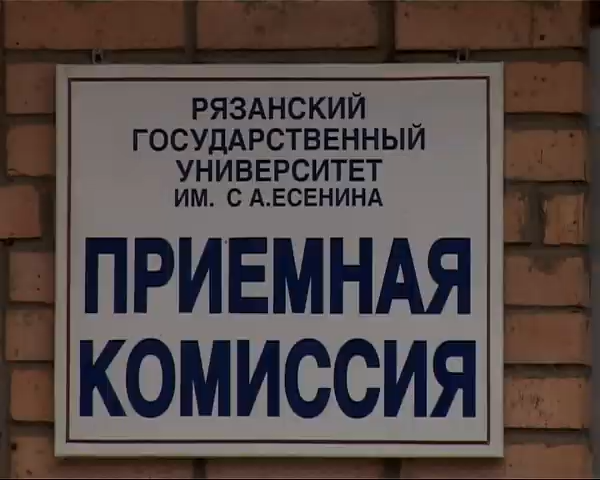 РЯЗАНСКИЙ
ГОСУДАРСТВЕННЫЙ
УНИВЕРСИТЕТ
ИМ. С А.ЕСЕНИНА
ПРИЕМНАЯ
КОМИССИЯ